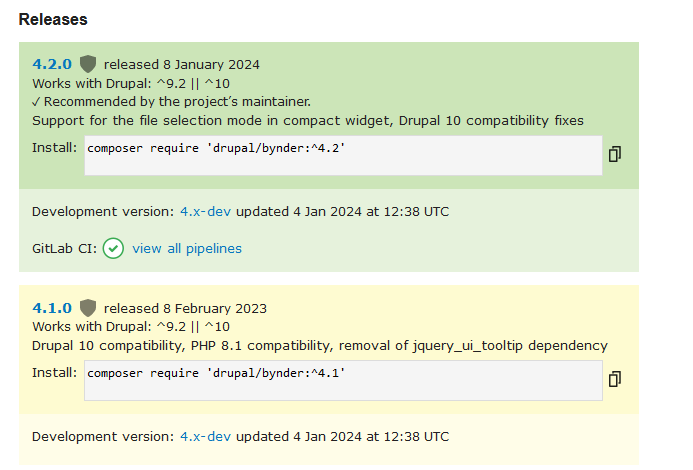 Releases
4.2.0 released 8 January 2024
Works with Drupal: ^9.2 || ^10
✓ Recommended by the project’s maintainer.
Support for the file selection mode in compact widget, Drupal 10 compatibility fixes
Install: composer require 'drupal/bynder:^4.2'
Development version: 4.x-dev updated 4 Jan 2024 at 12:38 UTC
GitLab CI: view all pipelines
4.1.0 released 8 February 2023
Works with Drupal: ^9.2 || ^10
Drupal 10 compatibility, PHP 8.1 compatibility, removal of jquery_ui_tooltip dependency
Install: composer require 'drupal/bynder:^4.1'
Development version: 4.x-dev updated 4 Jan 2024 at 12:38 UTC